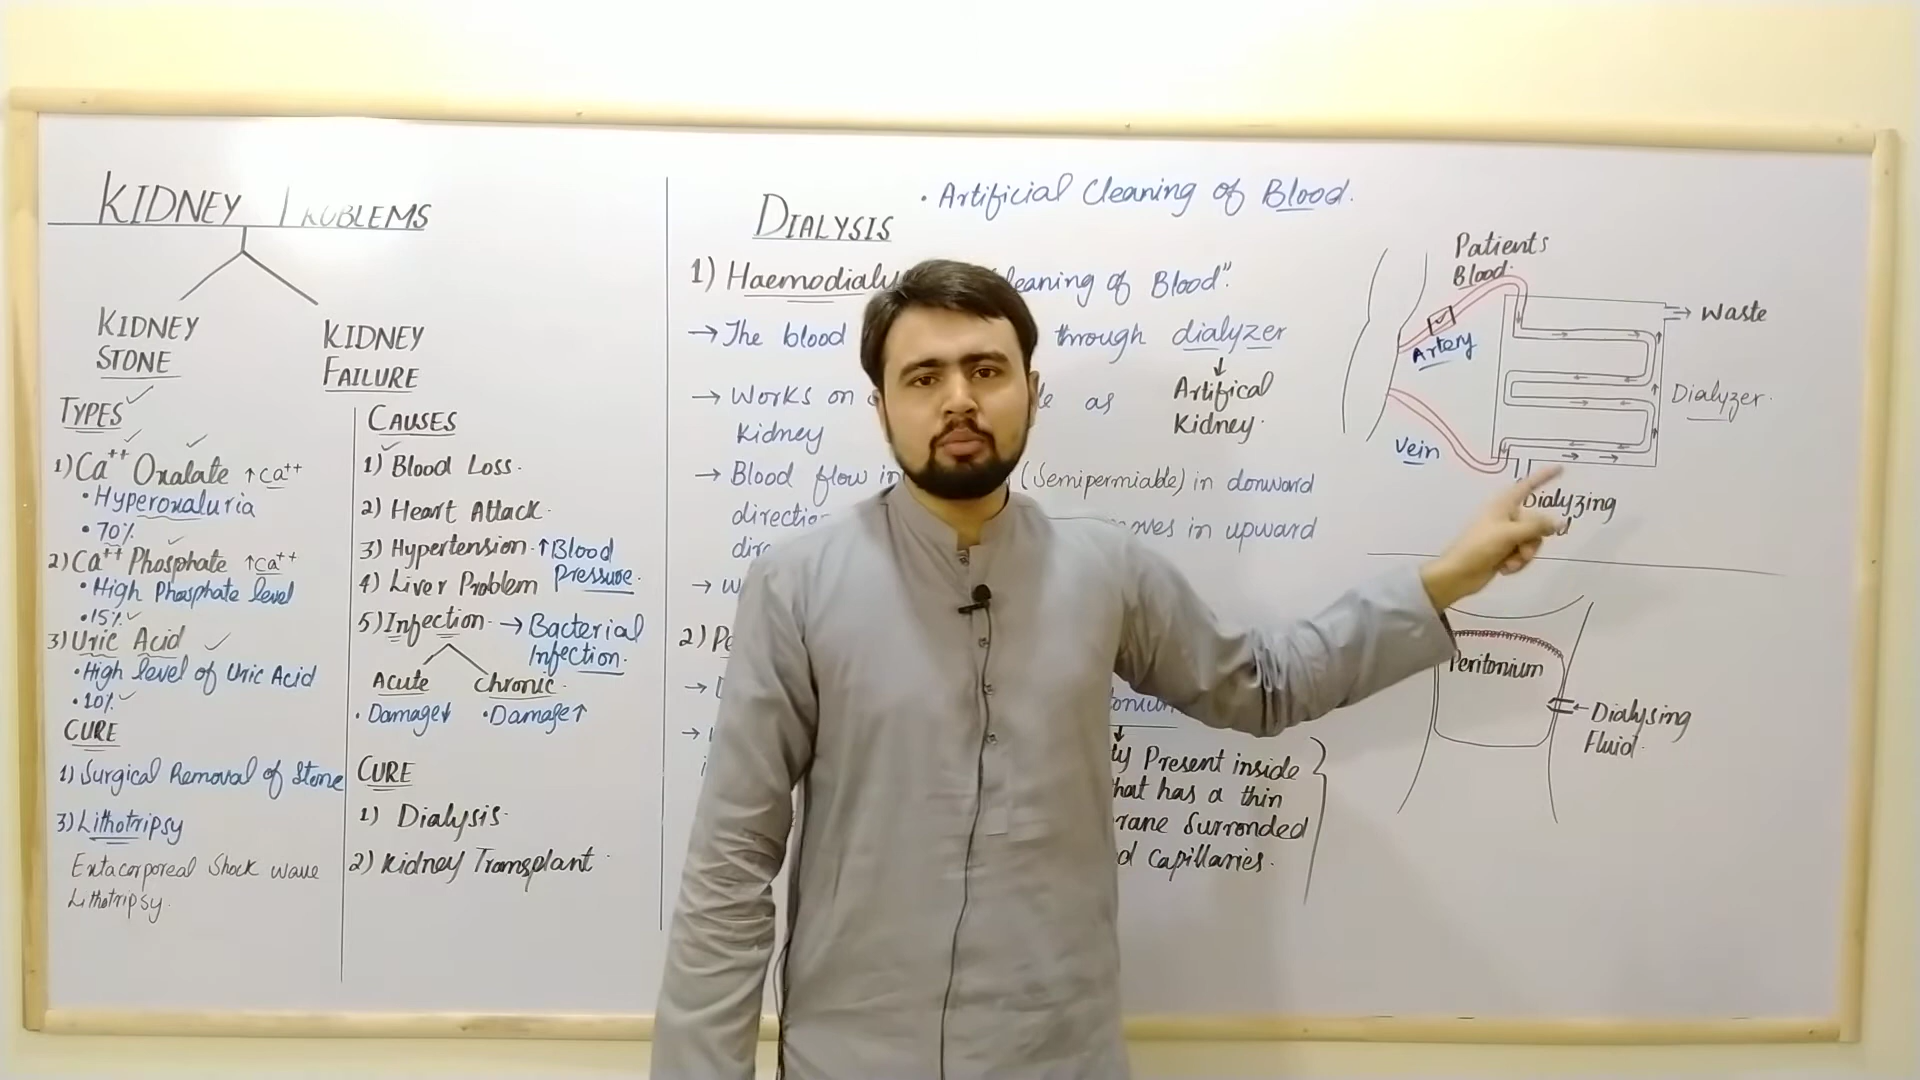 KIDNEY PROBLEMS
KIDNEY
STONE
TYPES
1) Ca++ Oxalate ↑ Ca++
• Hyperoxaluria
• 70%
2) Ca++ Phosphate ↑Ca++
• High Phosphate level
• 15%
3) Uric Acid
• High level of Uric Acid
• 10%
CURE
1) Surgical Removal of Stone
3) Lithotripsy
Extacorporeal Shock wave
Lithotripsy.
KIDNEY
FAILURE
CAUSES
1) Blood Loss.
2) Heart Attack.
3) Hypertension. ↑ Blood
Pressure.
4) Liver Problem
5) Infection. → Bacterial
Infection.
Acute
• Damage↓
Chronic.
• Damage↑
CURE
1) Dialysis.
2) Kidney Transplant.
DIALYSIS
• Artificial Cleaning of Blood.
1) Haemodialy
leaning of Blood".
→ The blood through dialyzer
↓
Artifical
Kidney.
→ Works on as
Kidney
→ Blood flow in (Semipermiable) in donward
in upward
2)
ty Present inside
that has a thin
Surronded
Capillaries.
Patients
Blood.
Artery
Vein
→ Waste
Dialyzer.
Dialyzing
Peritonium
← Dialysing
Fluid.